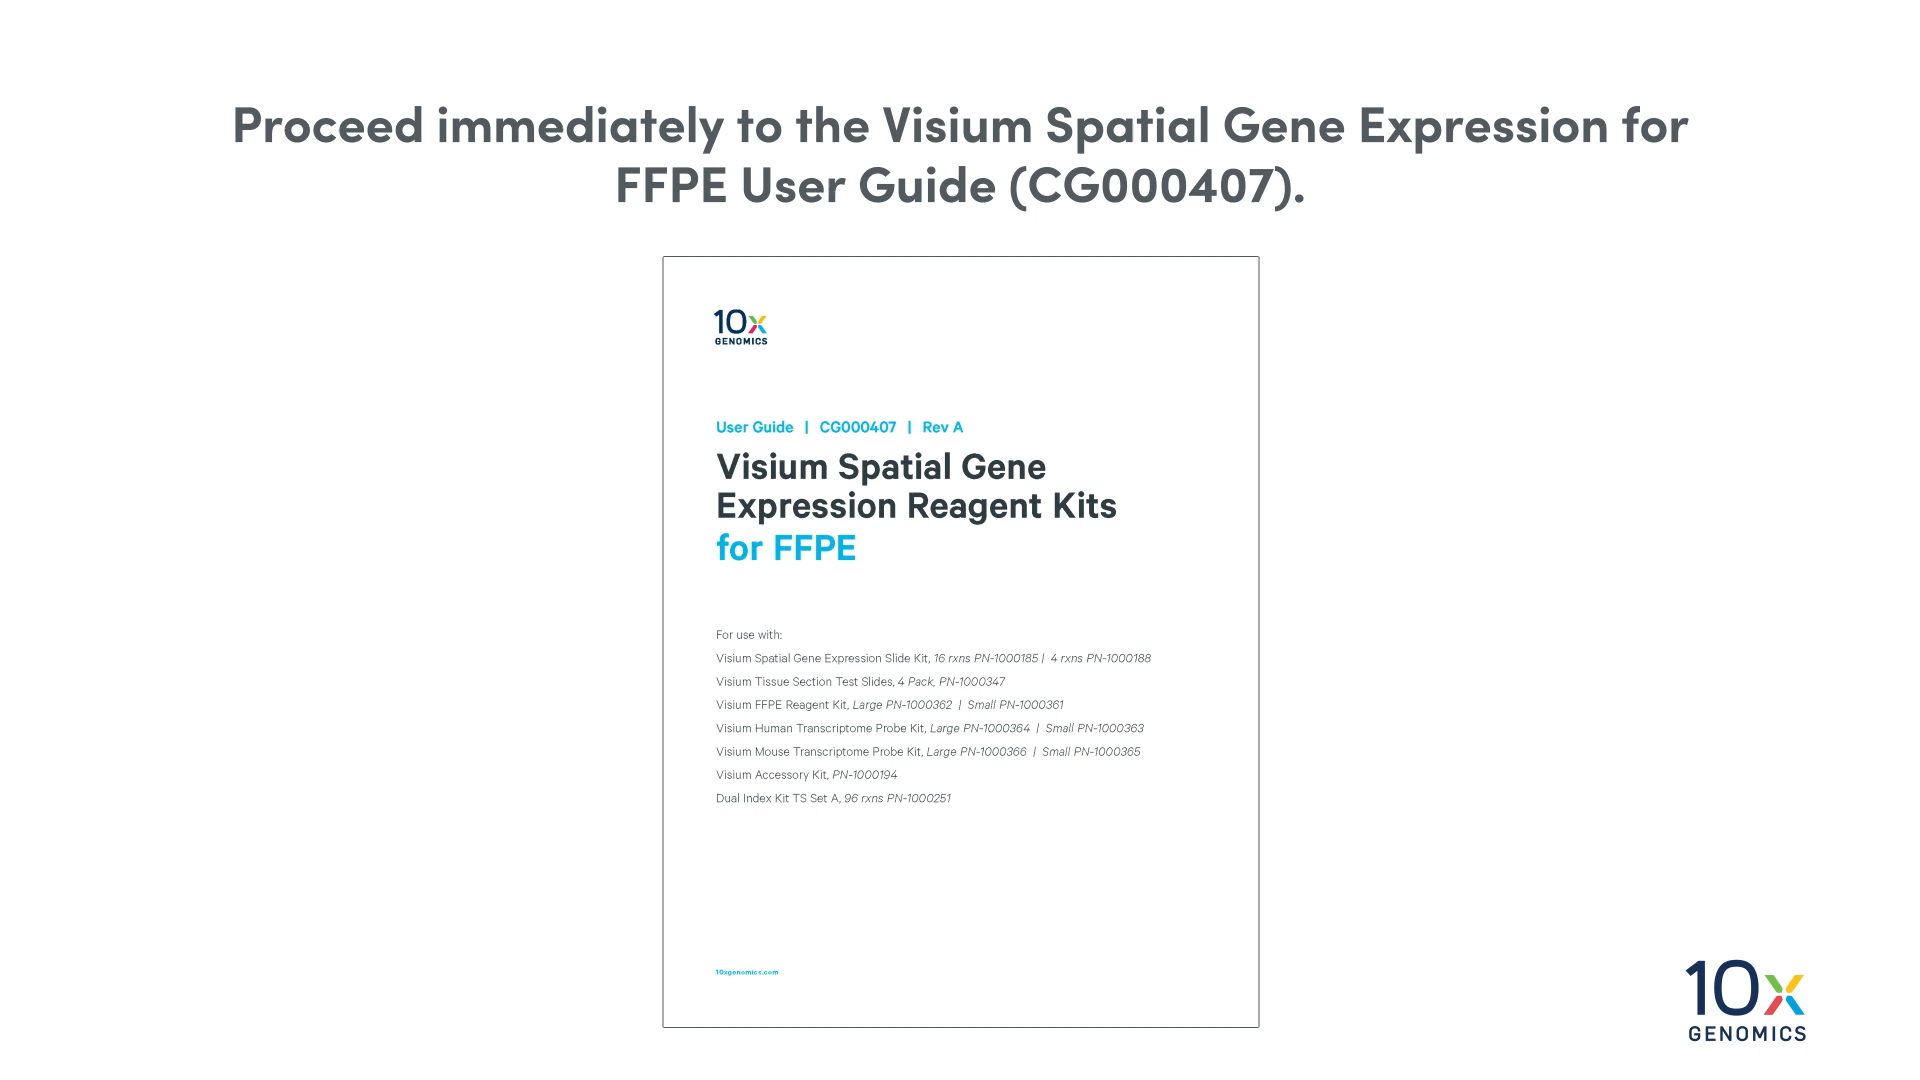 Proceed immediately to the Visium Spatial Gene Expression for
FFPE User Guide (CG000407).
10x
GENOMICS
User Guide | CG000407 | Rev A
Visium Spatial Gene
Expression Reagent Kits
for FFPE
For use with:
Visium Spatial Gene Expression Slide Kit, 16 rxns PN-1000185 | 4 rxns PN-1000188
Visium Tissue Section Test Slides, 4 Pack, PN-1000347
Visium FFPE Reagent Kit, Large PN-1000362 | Small PN-1000361
Visium Human Transcriptome Probe Kit, Large PN-1000364 | Small PN-1000363
Visium Mouse Transcriptome Probe Kit, Large PN-1000366 | Small PN-1000365
Visium Accessory Kit, PN-1000194
Dual Index Kit TS Set A, 96 rxns PN-1000251
10xgenomics.com
10x
GENOMICS